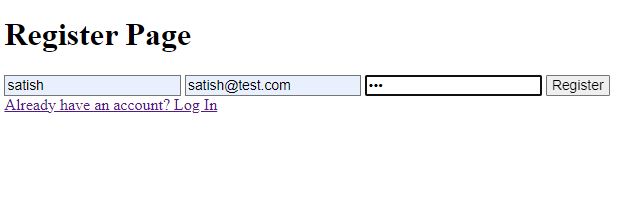 Register Page
satish satish@test.com ••• Register
Already have an account? Log In